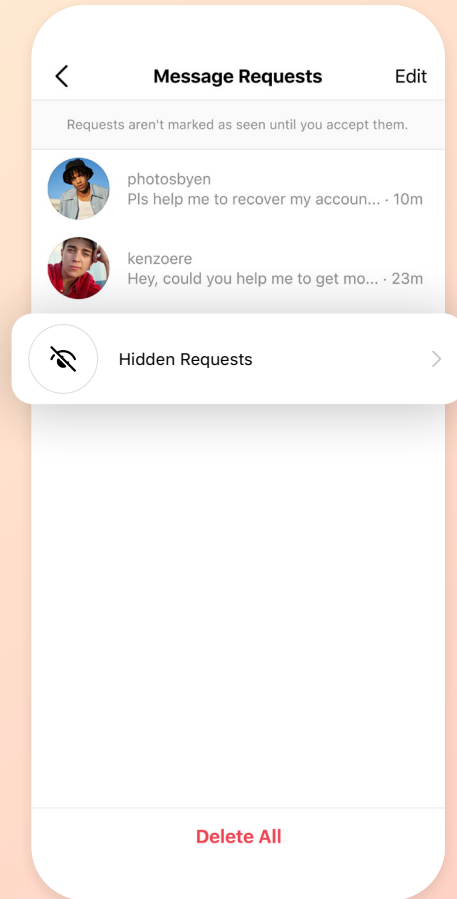 Message Requests
Edit
Requests aren't marked as seen until you accept them.
photosbyen
Pls help me to recover my accoun... · 10m
kenzoere
Hey, could you help me to get mo... · 23m
Hidden Requests
Delete All